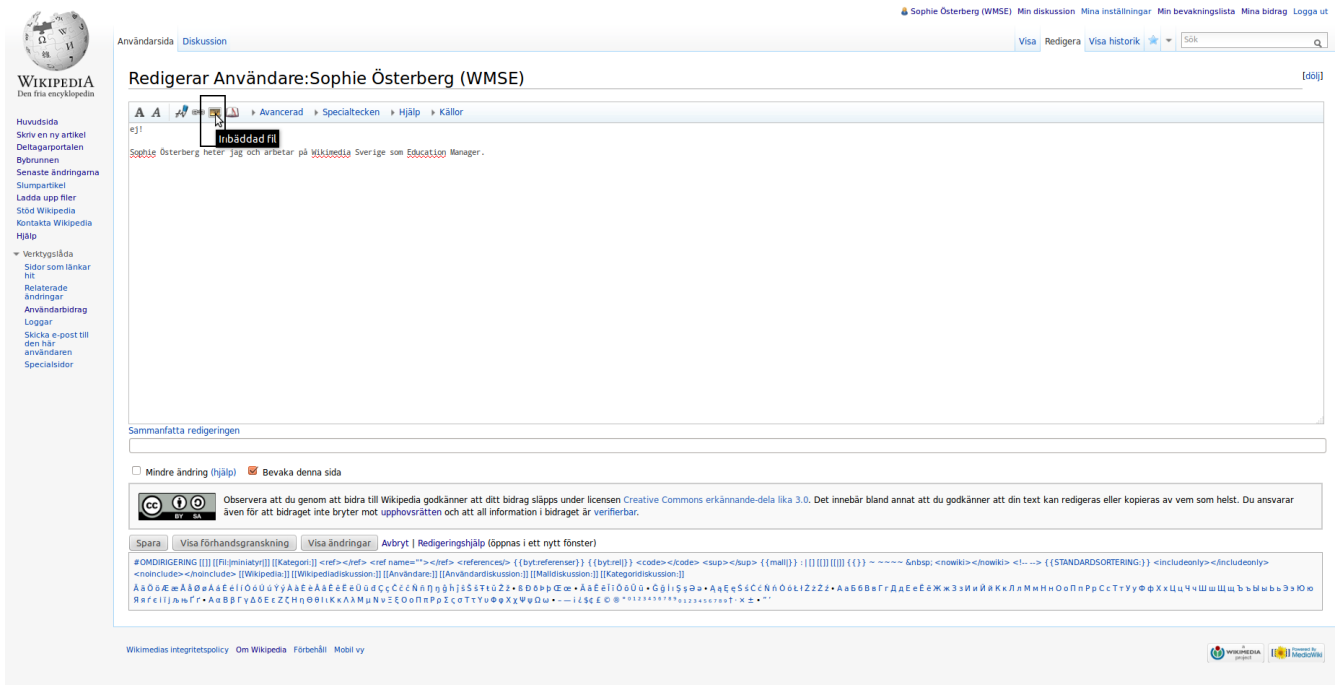 Sophie Österberg (WMSE) Min diskussion Mina inställningar Min bevakningslista Mina bidrag Logga ut
Användarsida Diskussion
Visa Redigera Visa historik Sök
WIKIPEDIA
Den fria encyklopedin
Redigerar Användare:Sophie Österberg (WMSE)
[dölj]
A A Avancerad Specialtecken Hjälp Källor
ej!
Inbäddad fil
Sophie Österberg heter jag och arbetar på Wikimedia Sverige som Education Manager.
Huvudsida
Skriv en ny artikel
Deltagarportalen
Bybrunnen
Senaste ändringarna
Slumpartikel
Ladda upp filer
Stöd Wikipedia
Kontakta Wikipedia
Hjälp
Verktygslåda
Sidor som länkar
hit
Relaterade
ändringar
Användarbidrag
Loggar
Skicka e-post till
den här
användaren
Specialsidor
Sammanfatta redigeringen
Mindre ändring (hjälp) Bevaka denna sida
cc BY SA
Observera att du genom att bidra till Wikipedia godkänner att ditt bidrag släpps under licensen Creative Commons erkännande-dela lika 3.0. Det innebär bland annat att du godkänner att din text kan redigeras eller kopieras av vem som helst. Du ansvarar
även för att bidraget inte bryter mot upphovsrätten och att all information i bidraget är verifierbar.
Spara Visa förhandsgranskning Visa ändringar Avbryt | Redigeringshjälp (öppnas i ett nytt fönster)
#OMDIRIGERING [[]] [[Fil:|miniatyr|]] [[Kategori:]] <ref></ref> <ref name=""></ref> <references/> {{byt:referenser}} {{byt:rel|}} <code></code> <sup></sup> {{mall|}} : | [] [[]] [[|]] {{}} ~ ~~~~ &nbsp; <nowiki></nowiki> <!-- --> {{STANDARDSORTERING:}} <includeonly></includeonly>
<noinclude></noinclude> [[Wikipedia:]] [[Wikipediadiskussion:]] [[Användare:]] [[Användardiskussion:]] [[Malldiskussion:]] [[Kategoridiskussion:]]
Wikimedias integritetspolicy Om Wikipedia Förbehåll Mobil vy
A WIKIMEDIA project
Powered By MediaWiki